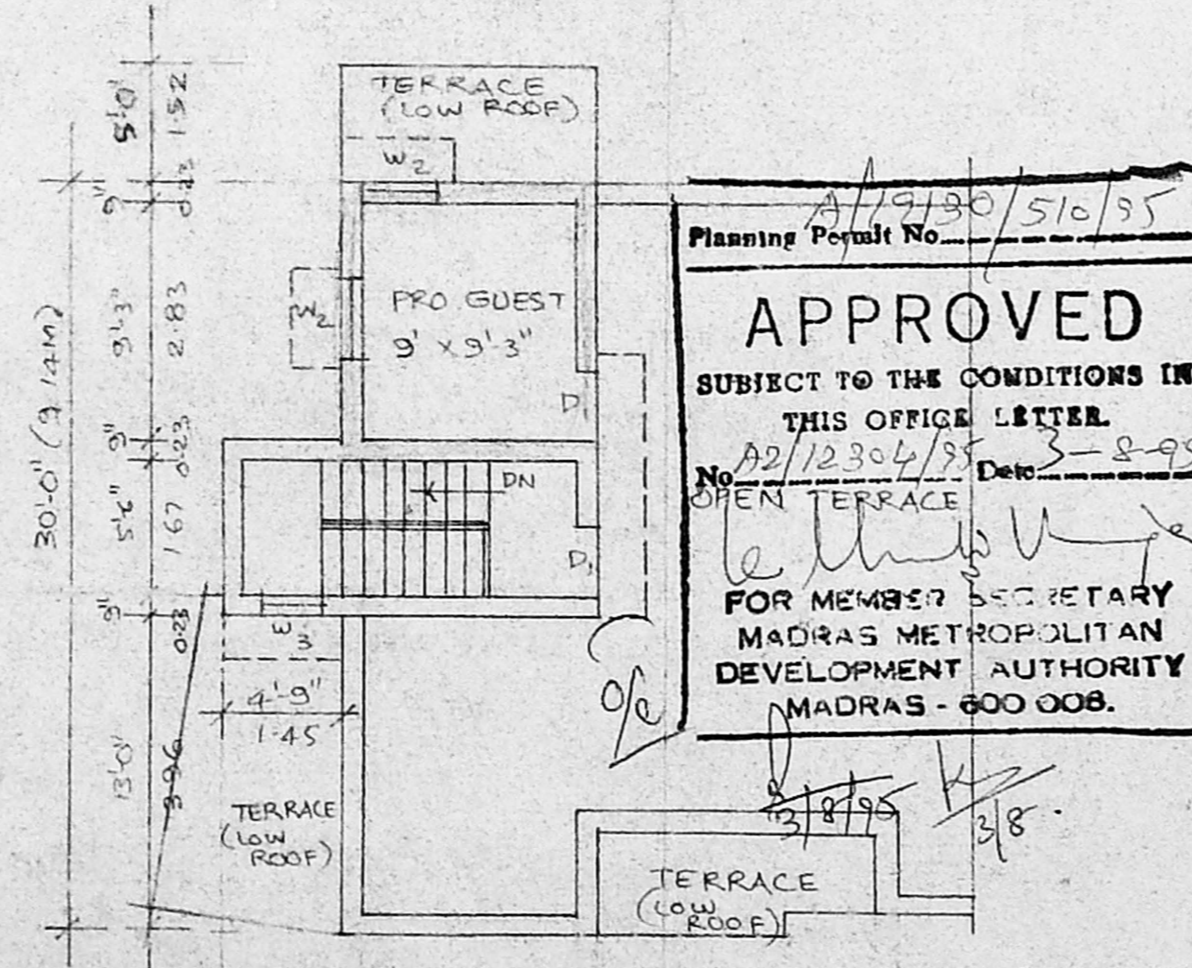 TERRACE
(LOW ROOF)
W2
5'-0"
1.52
9"
0.23
PRO. GUEST
9' X 9'3"
W2
9'-3"
2.83
D1
30'-0" (9.14M)
9"
0.23
DN
5'-2"
1.67
D1
9"
0.23
W3
4'-9"
1.45
13'-0"
3.96
TERRACE
(LOW
ROOF)
TERRACE
(LOW
ROOF)
Planning Permit No.
APPROVED
SUBJECT TO THE CONDITIONS IN
THIS OFFICE LETTER.
No A2/12304/95 Date 3-8-95
OPEN TERRACE
FOR MEMBER SECRETARY
MADRAS METROPOLITAN
DEVELOPMENT AUTHORITY
MADRAS - 600 008.
O/C
3/8/95
3/8.